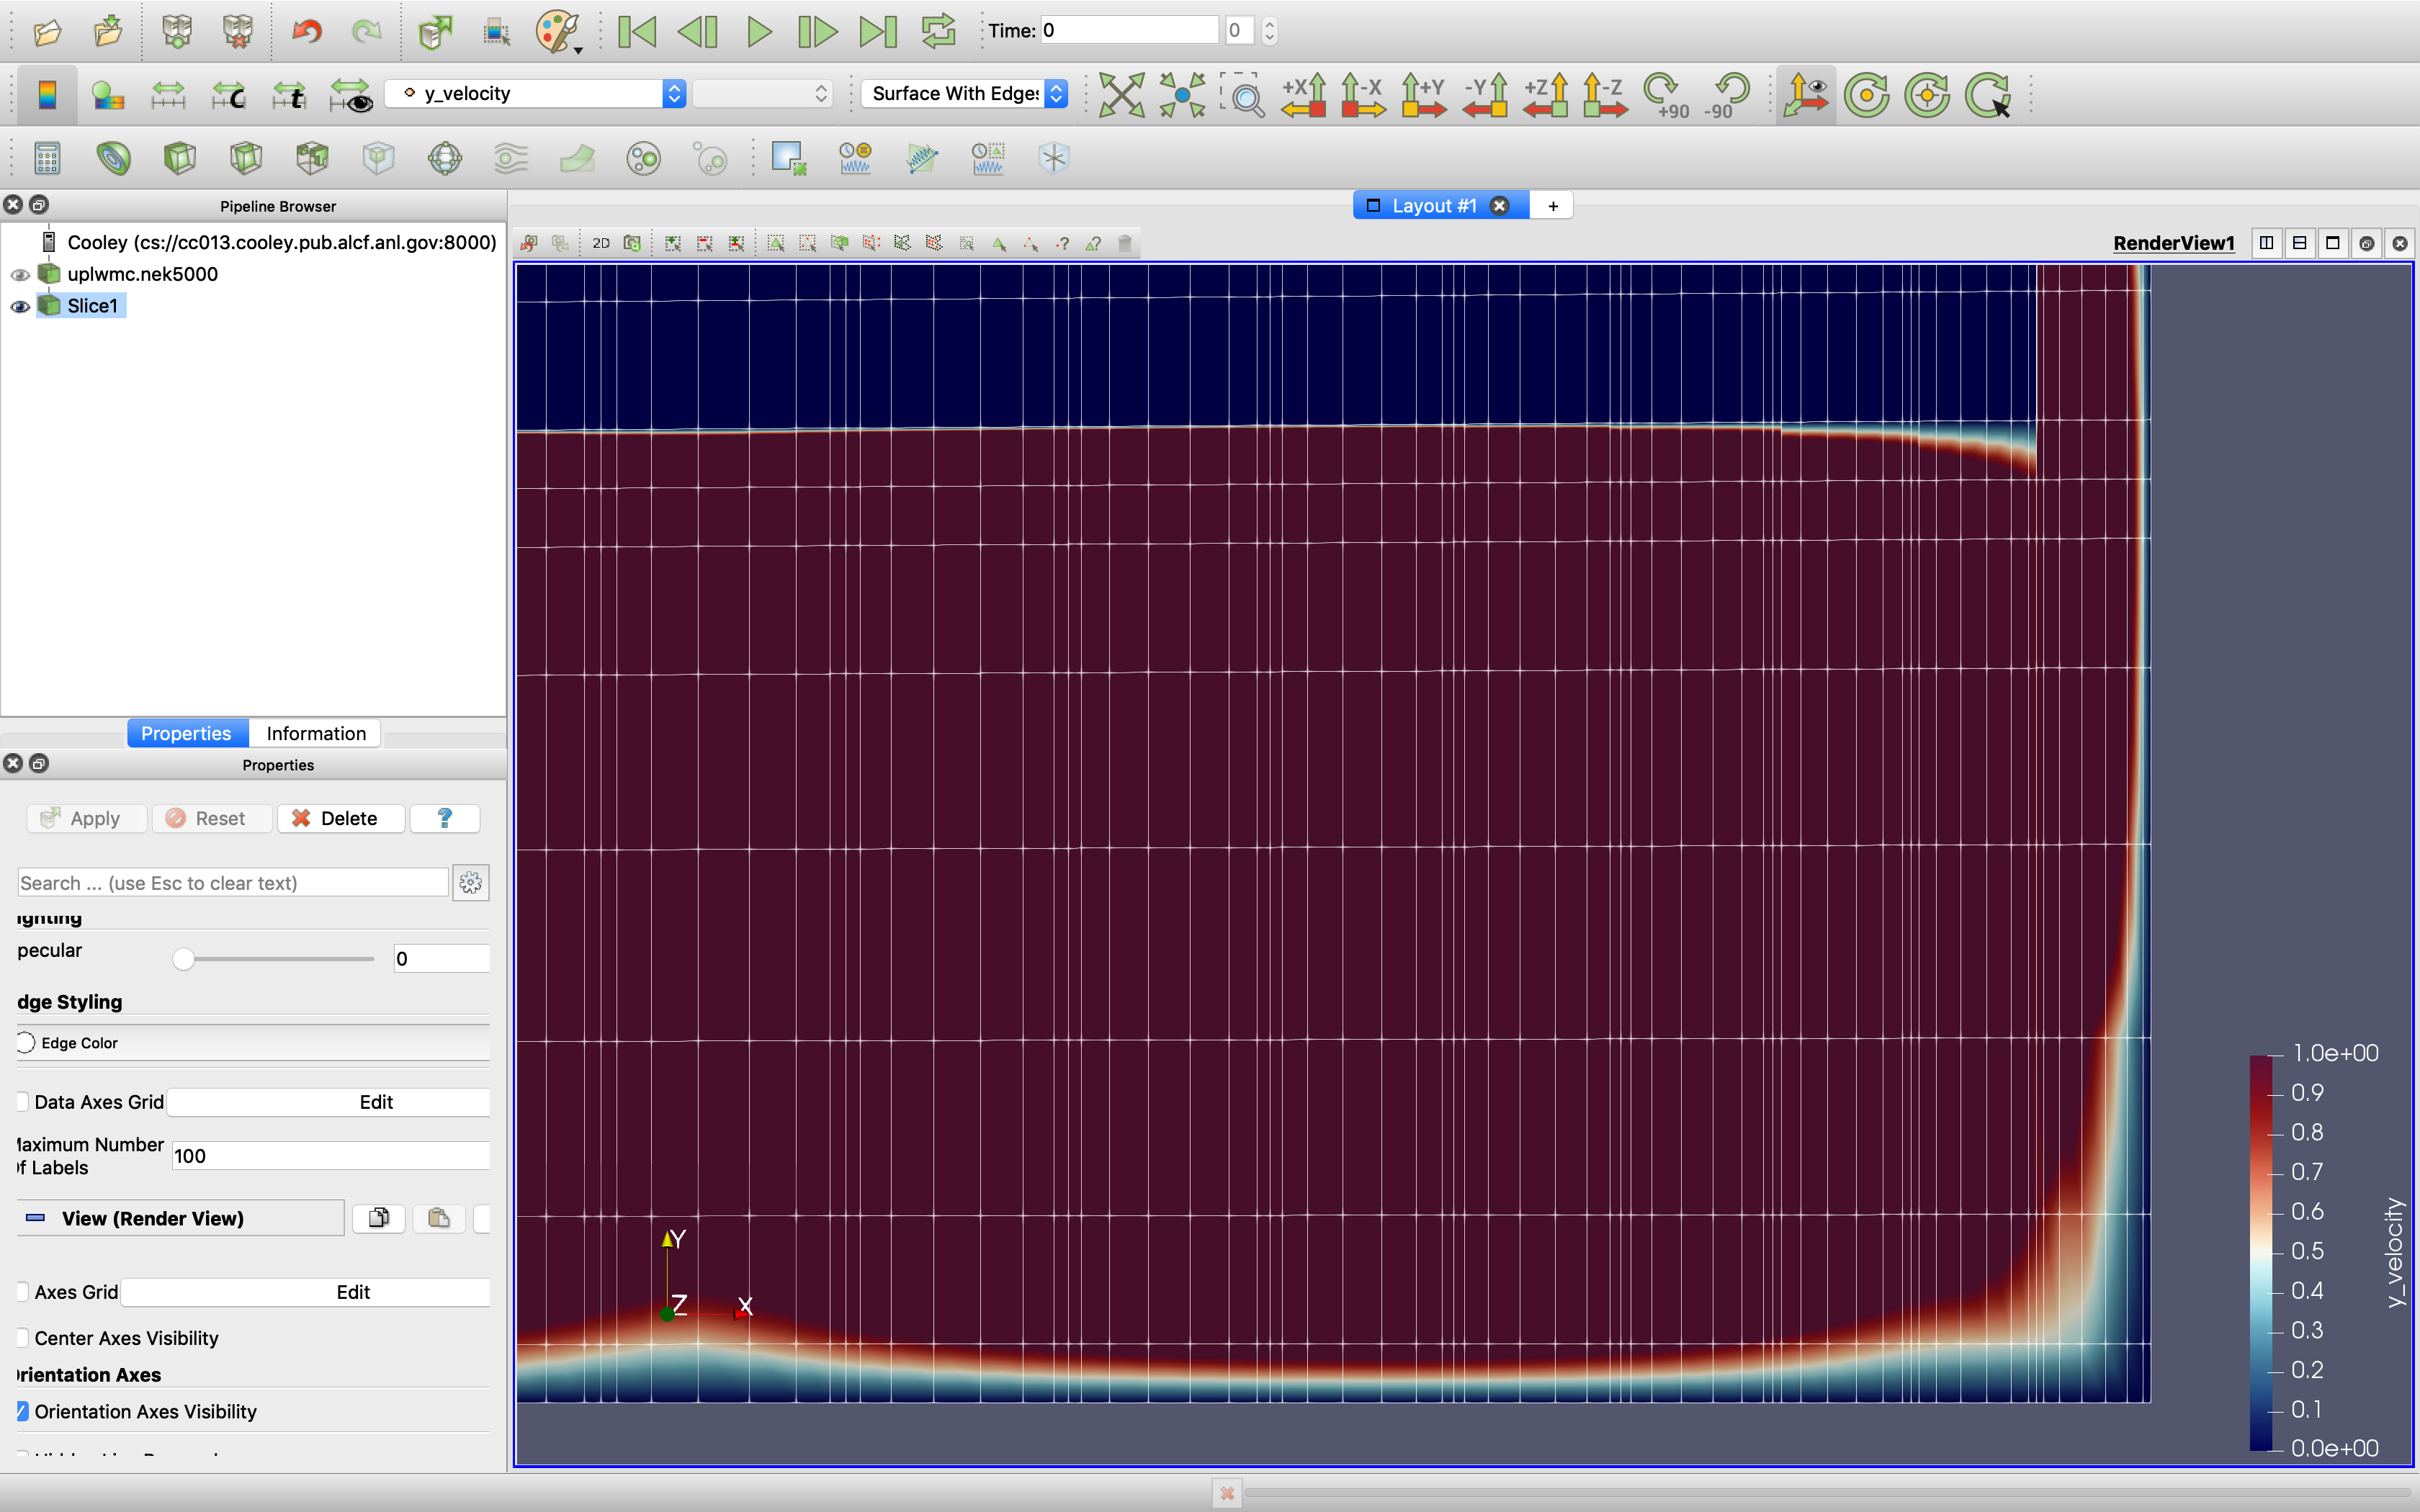 Time: 0 0
y_velocity Surface With Edges
+X -X +Y -Y +Z -Z +90 -90
Pipeline Browser
Layout #1 +
Cooley (cs://cc013.cooley.pub.alcf.anl.gov:8000)
2D
RenderView1
uplwmc.nek5000
Slice1
Properties Information
Properties
Apply Reset Delete ?
Search ... (use Esc to clear text)
ighting
pecular 0
dge Styling
Edge Color
Data Axes Grid Edit
Maximum Number
Of Labels
100
View (Render View)
Axes Grid Edit
Center Axes Visibility
Orientation Axes
Orientation Axes Visibility
Y
Z X
1.0e+00
0.9
0.8
0.7
0.6
0.5
0.4
0.3
0.2
0.1
0.0e+00
y_velocity